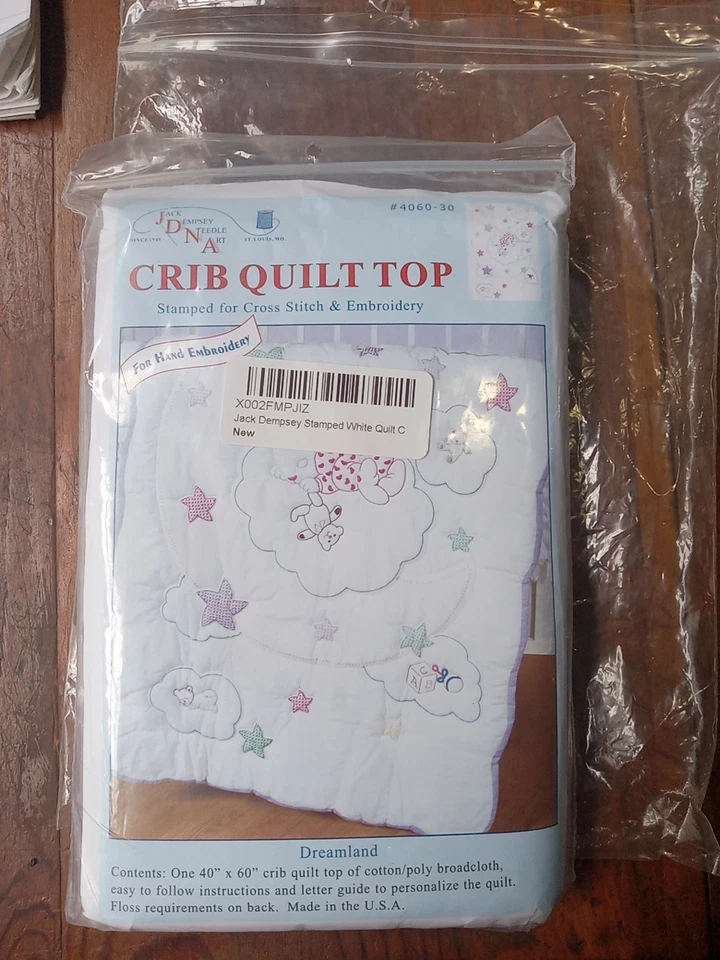 #4060-30
JACK
DEMPSEY
NEEDLE
ART
SINCE 1949
ST. LOUIS, MO.
CRIB QUILT TOP
Stamped for Cross Stitch & Embroidery
FOR HAND EMBROIDERY
X002FMPJIZ
Jack Dempsey Stamped White Quilt C
New
C
A B
Dreamland
Contents: One 40" x 60" crib quilt top of cotton/poly broadcloth,
easy to follow instructions and letter guide to personalize the quilt.
Floss requirements on back. Made in the U.S.A.